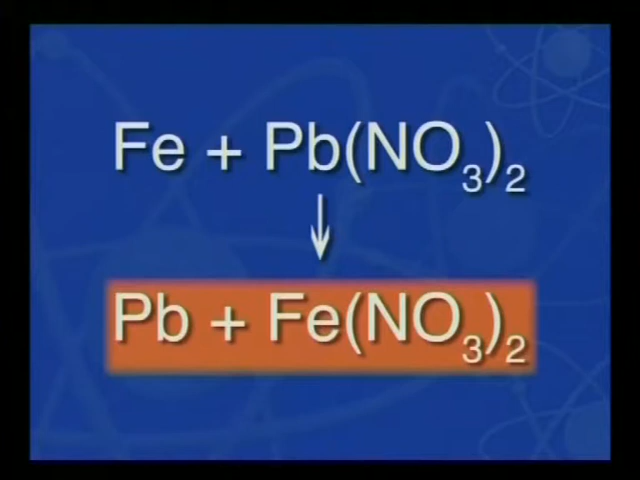 Fe + Pb(NO₃)₂
↓
Pb + Fe(NO₃)₂